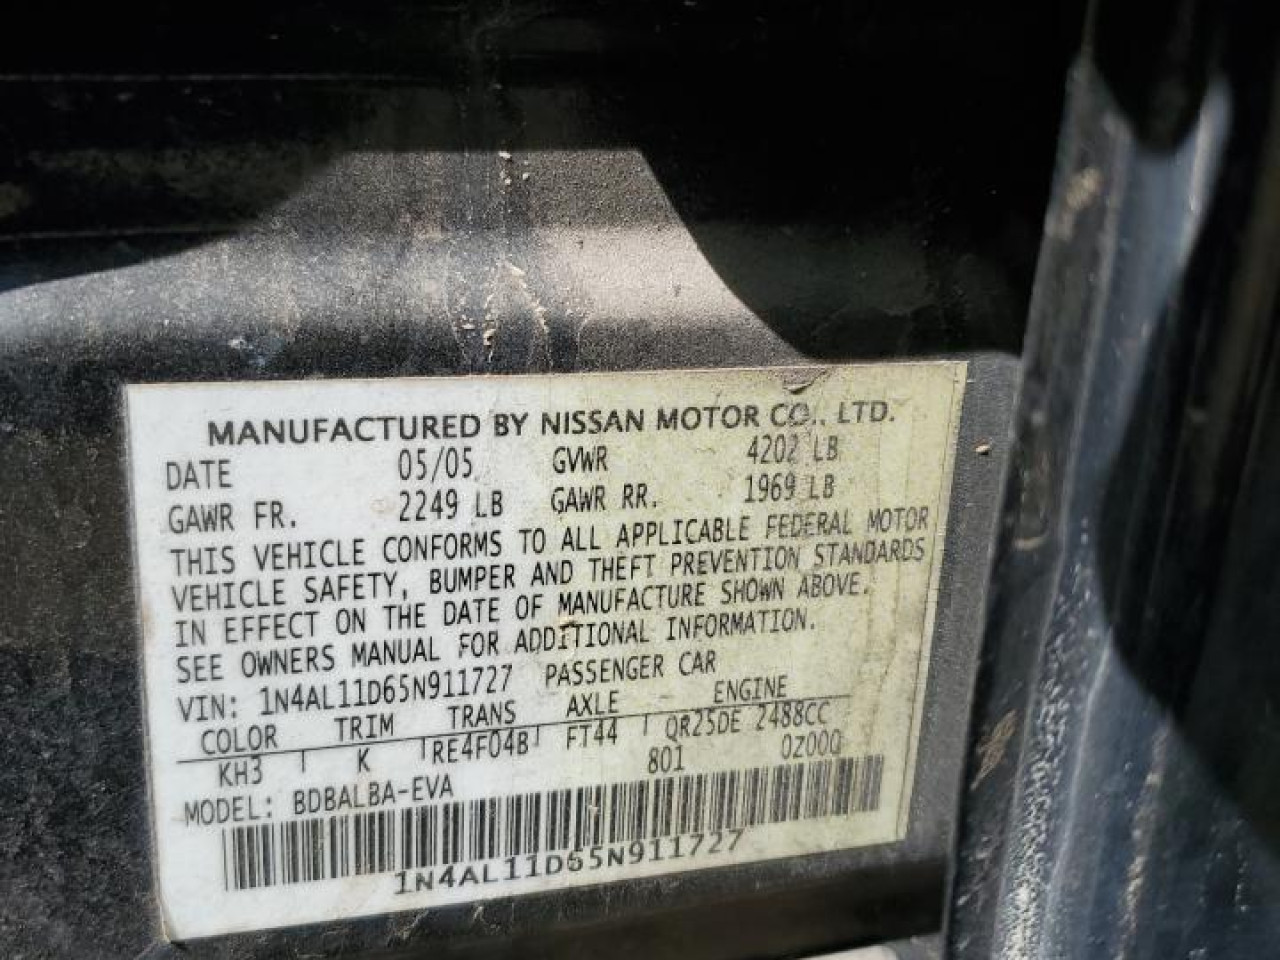 MANUFACTURED BY NISSAN MOTOR CO., LTD.
DATE 05/05 GVWR 4202 LB
GAWR FR. 2249 LB GAWR RR. 1969 LB
THIS VEHICLE CONFORMS TO ALL APPLICABLE FEDERAL MOTOR
VEHICLE SAFETY, BUMPER AND THEFT PREVENTION STANDARDS
IN EFFECT ON THE DATE OF MANUFACTURE SHOWN ABOVE.
SEE OWNERS MANUAL FOR ADDITIONAL INFORMATION.
VIN: 1N4AL11D65N911727 PASSENGER CAR
COLOR TRIM TRANS AXLE ENGINE
KH3 K RE4F04B FT44 QR25DE 2488CC
801 0Z000
MODEL: BDBALBA-EVA
1N4AL11D65N911727